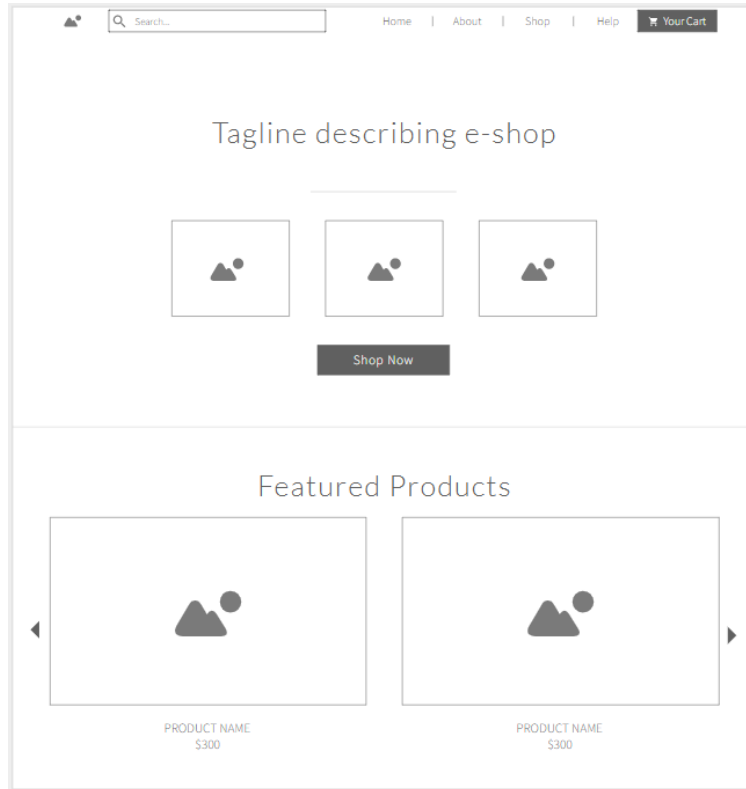 Search... Home | About | Shop | Help Your Cart
Tagline describing e-shop
Shop Now
Featured Products
PRODUCT NAME PRODUCT NAME
$300 $300